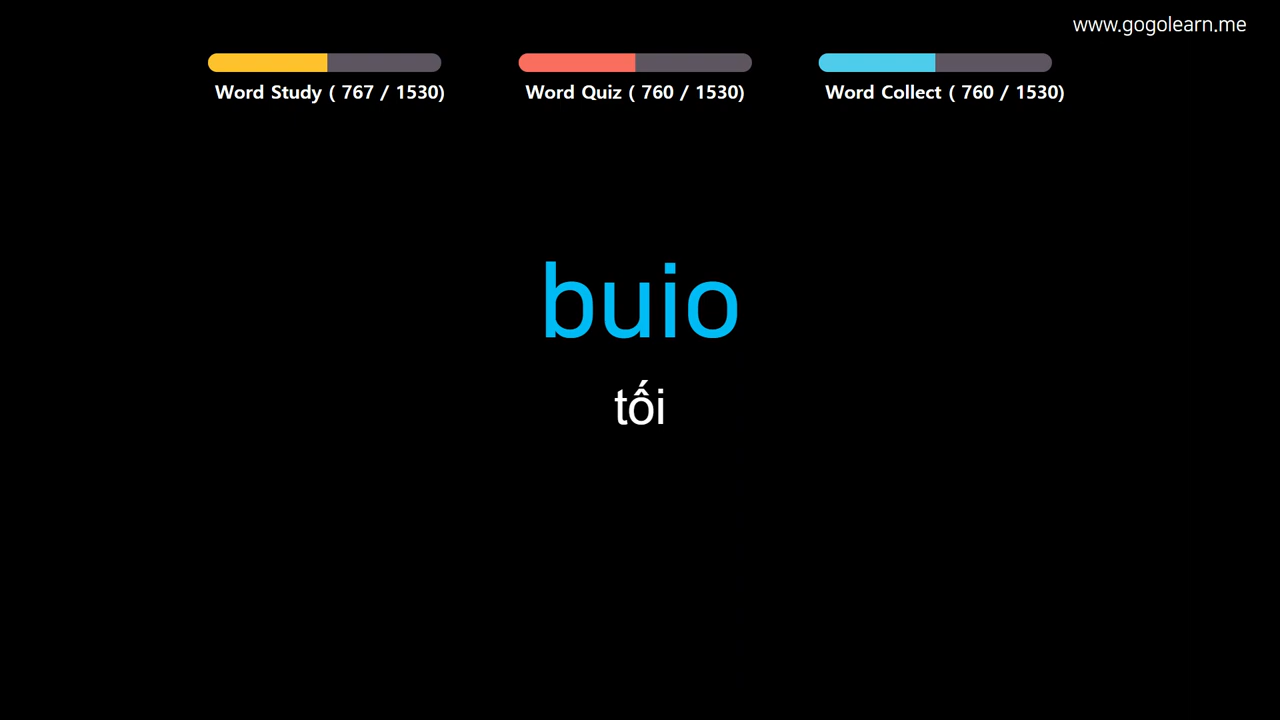 www.gogolearn.me
Word Study ( 767 / 1530)
Word Quiz ( 760 / 1530)
Word Collect ( 760 / 1530)
buio
tối